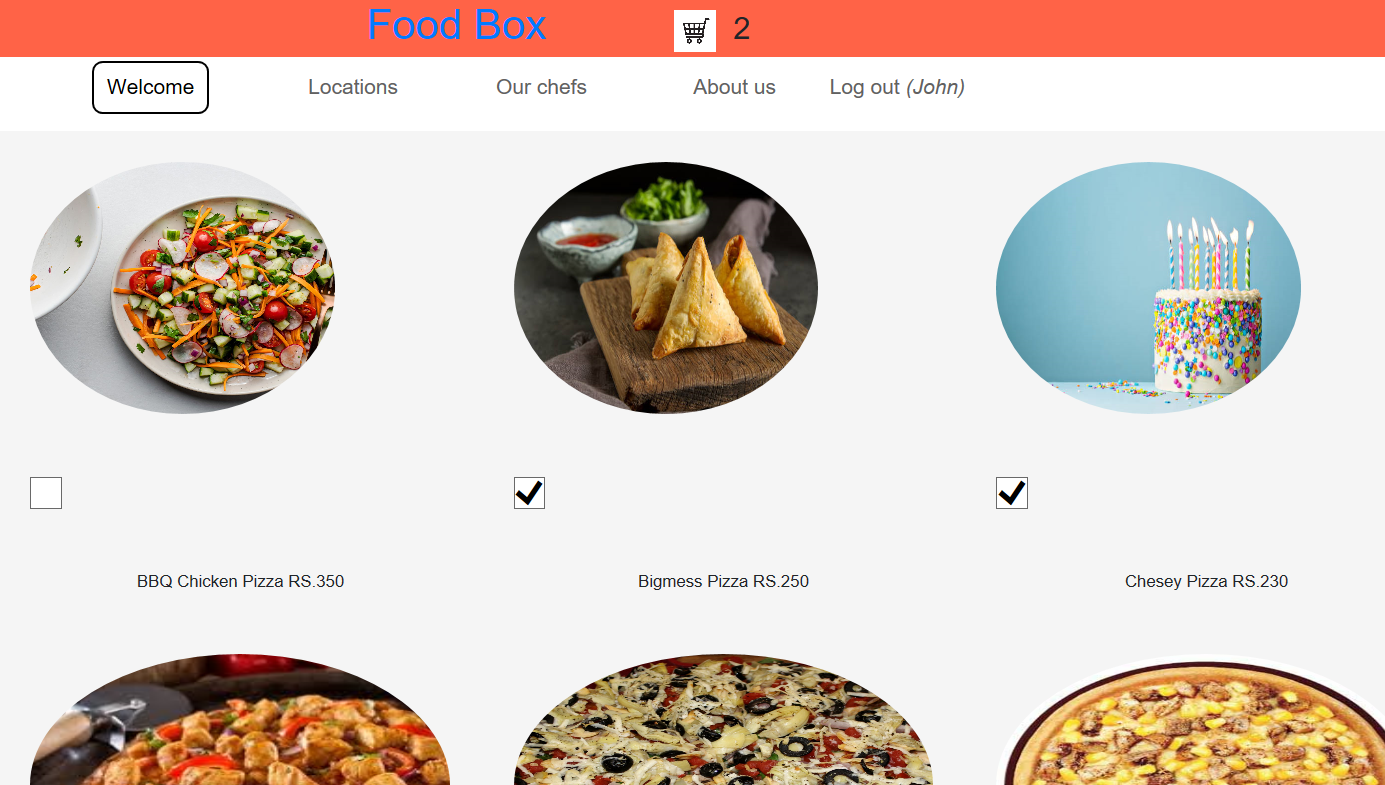 Food Box 2
Welcome Locations Our chefs About us Log out (John)
BBQ Chicken Pizza RS.350 Bigmess Pizza RS.250 Chesey Pizza RS.230